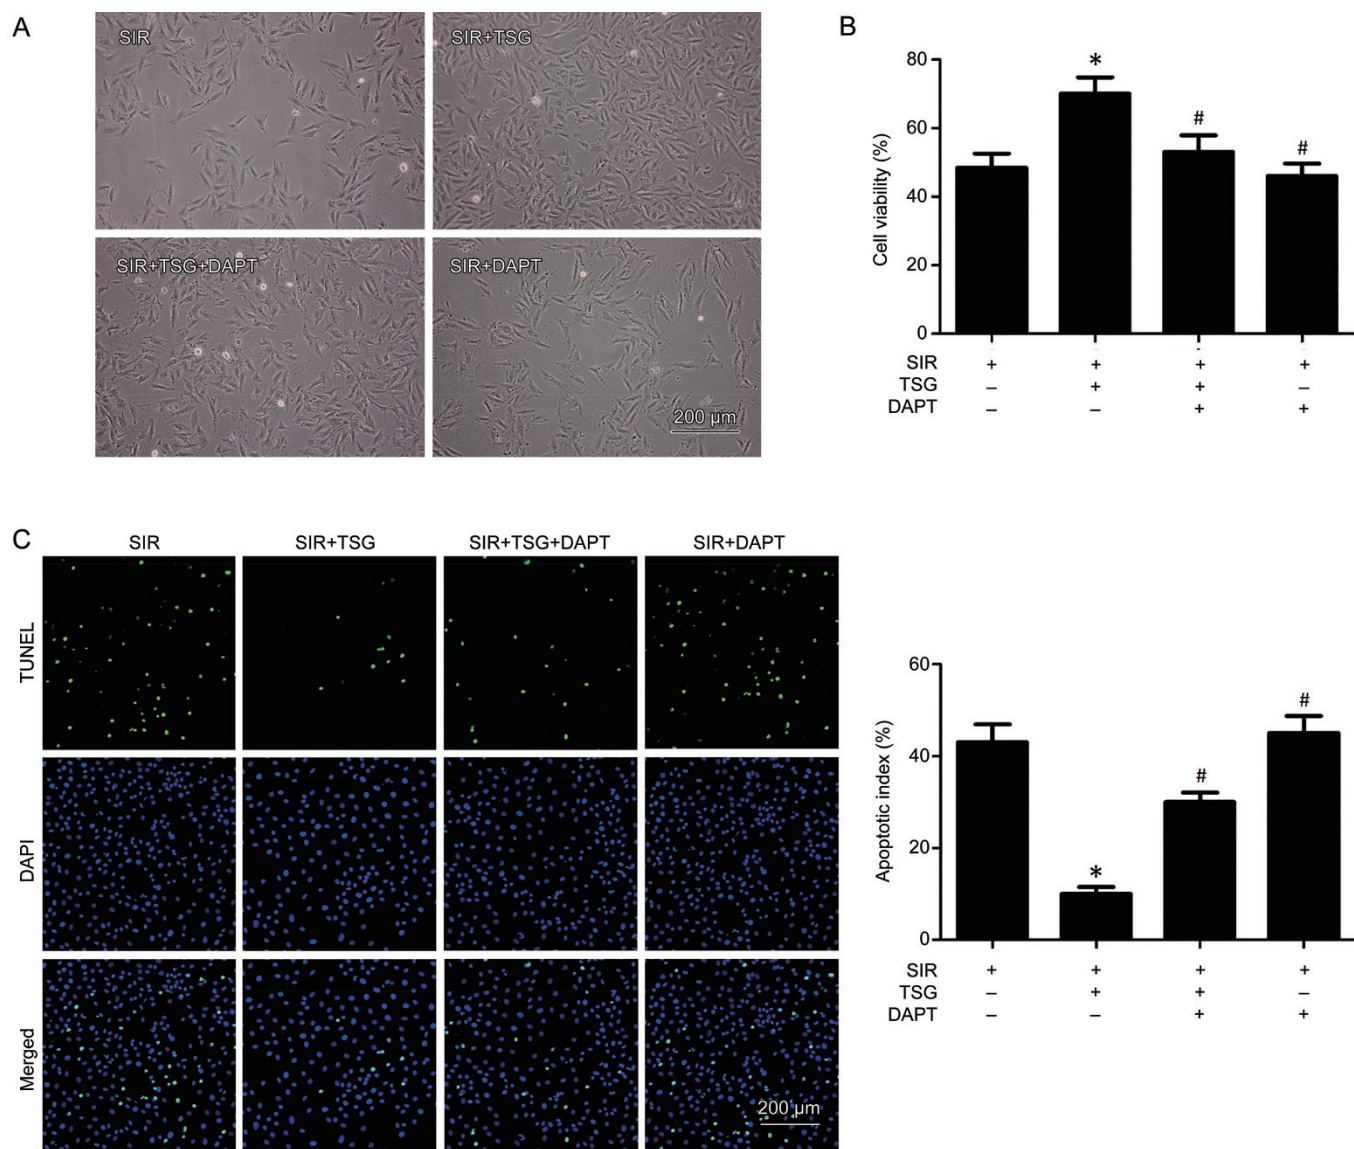 A
SIR
SIR+TSG
SIR+TSG+DAPT
SIR+DAPT
200 μm
B
Cell viability (%)
80
60
40
20
0
*
#
#
SIR + + + +
TSG – + + –
DAPT – – + +
C
SIR SIR+TSG SIR+TSG+DAPT SIR+DAPT
TUNEL
DAPI
Merged
200 μm
Apoptotic index (%)
60
40
20
0
*
#
#
SIR + + + +
TSG – + + –
DAPT – – + +